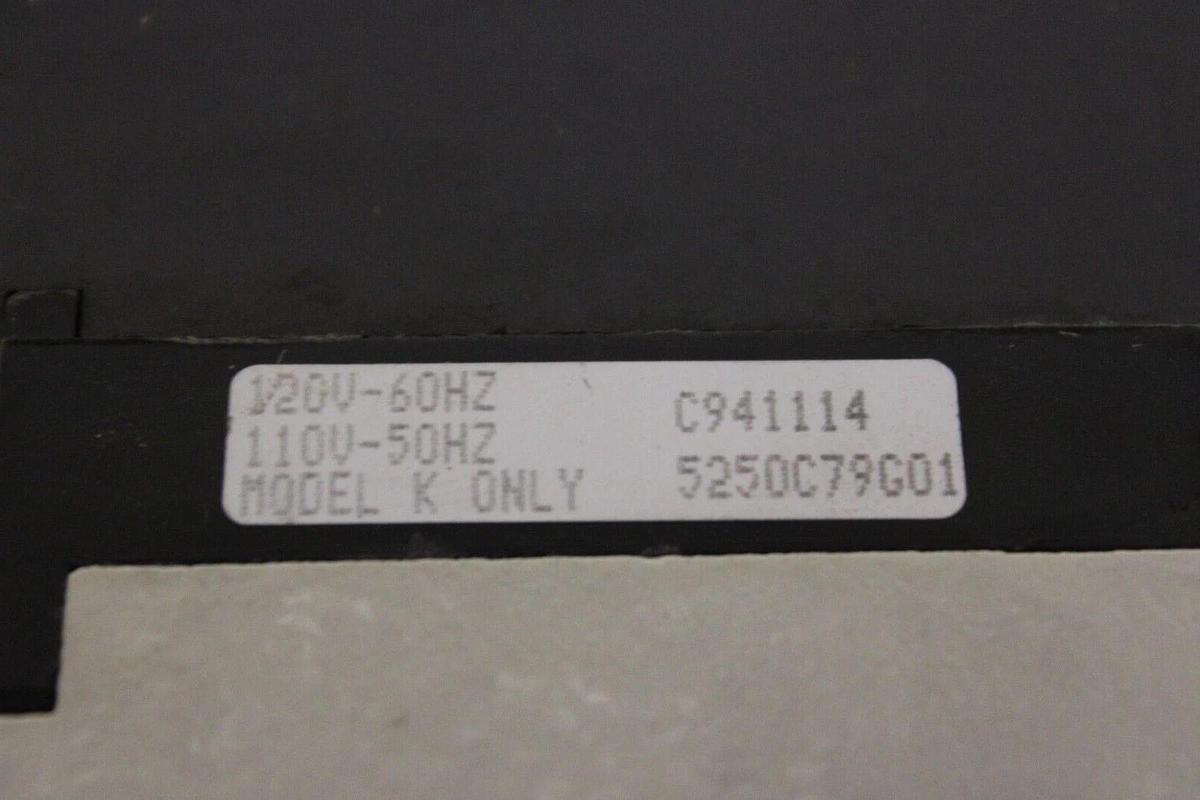 120V-60HZ
110V-50HZ
MODEL K ONLY
C941114
5250C79G01